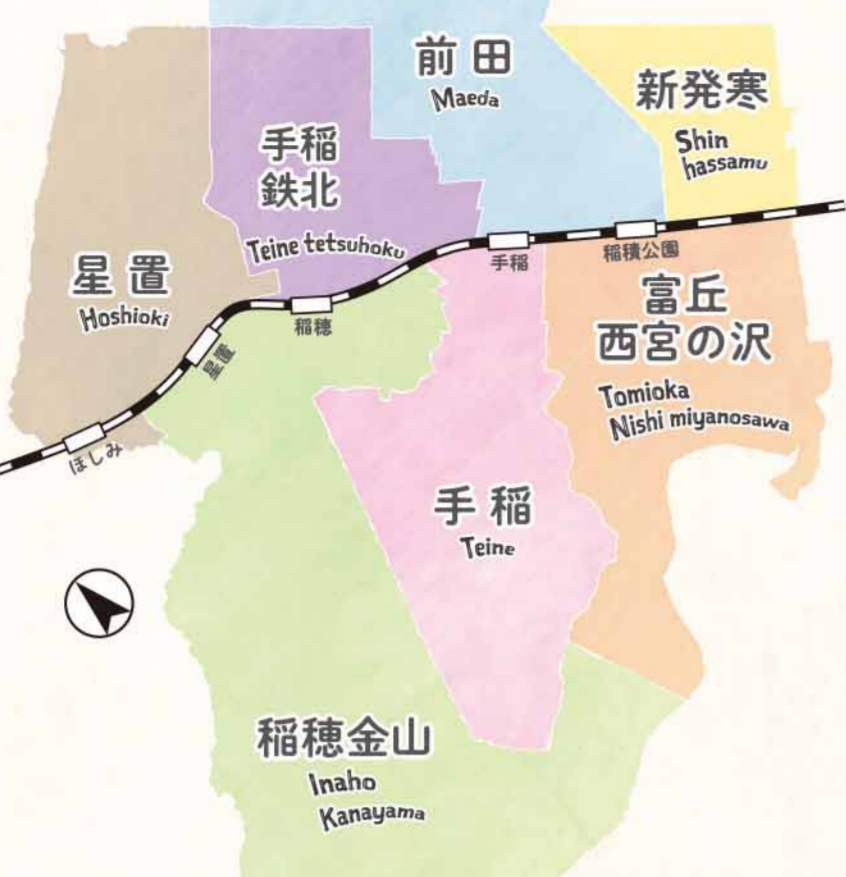 前田
Maeda
新発寒
Shin
hassamu
手稲
鉄北
Teine tetsuhoku
星置
Hoshioki
手稲
稲積公園
稲穂
星置
ほしみ
富丘
西宮の沢
Tomioka
Nishi miyanosawa
手稲
Teine
稲穂金山
Inaho
Kanayama